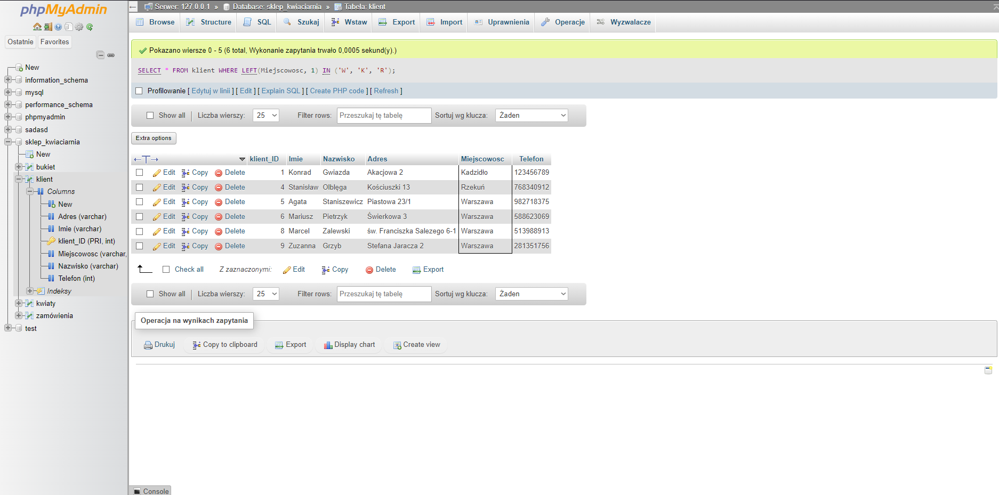 phpMyAdmin
Ostatnie Favorites
New
information_schema
mysql
performance_schema
phpmyadmin
sadasd
sklep_kwiaciarnia
New
bukiet
klient
Columns
New
Adres (varchar)
Imie (varchar)
klient_ID (PRI, int)
Miejscowosc (varchar,
Nazwisko (varchar)
Telefon (int)
Indeksy
kwiaty
zamówienia
test
Serwer: 127.0.0.1 » Database: sklep_kwiaciarnia » Tabela: klient
Browse Structure SQL Szukaj Wstaw Export Import Uprawnienia Operacje Wyzwalacze
Pokazano wiersze 0 - 5 (6 total, Wykonanie zapytania trwało 0,0005 sekund(y).)
SELECT * FROM klient WHERE LEFT(Miejscowosc, 1) IN ('W', 'K', 'R');
Profilowanie [ Edytuj w linii ] [ Edit ] [ Explain SQL ] [ Create PHP code ] [ Refresh ]
Show all Liczba wierszy: 25 Filter rows: Przeszukaj tę tabelę Sortuj wg klucza: Żaden
Extra options
←T→ klient_ID Imie Nazwisko Adres Miejscowosc Telefon
Edit Copy Delete 1 Konrad Gwiazda Akacjowa 2 Kadzidło 123456789
Edit Copy Delete 4 Stanisław Olblęga Kościuszki 13 Rzekuń 768340912
Edit Copy Delete 5 Agata Staniszewicz Piastowa 23/1 Warszawa 982718375
Edit Copy Delete 6 Mariusz Pietrzyk Świerkowa 3 Warszawa 588623069
Edit Copy Delete 8 Marcel Zalewski św. Franciszka Salezego 6-1 Warszawa 513988913
Edit Copy Delete 9 Zuzanna Grzyb Stefana Jaracza 2 Warszawa 281351756
Check all Z zaznaczonymi: Edit Copy Delete Export
Show all Liczba wierszy: 25 Filter rows: Przeszukaj tę tabelę Sortuj wg klucza: Żaden
Operacja na wynikach zapytania
Drukuj Copy to clipboard Export Display chart Create view
Console